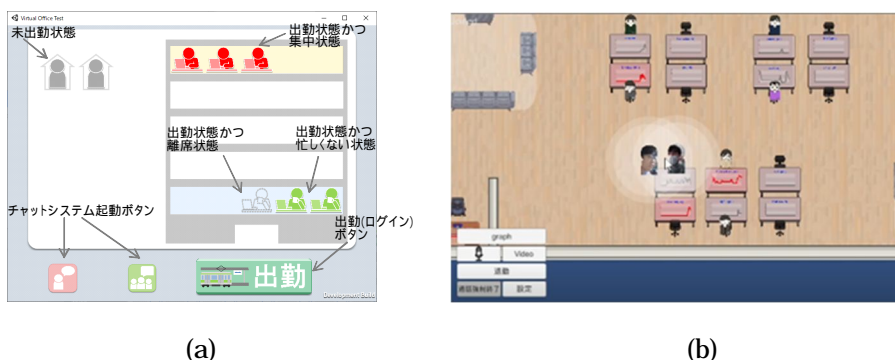 Virtual Office Test
未出勤状態
出勤状態かつ
集中状態
出勤状態かつ
離席状態
出勤状態かつ
忙しくない状態
チャットシステム起動ボタン
出勤(ログイン)
ボタン
出勤
Development Build
graph
Video
退勤
通話強制終了
設定
(a)
(b)